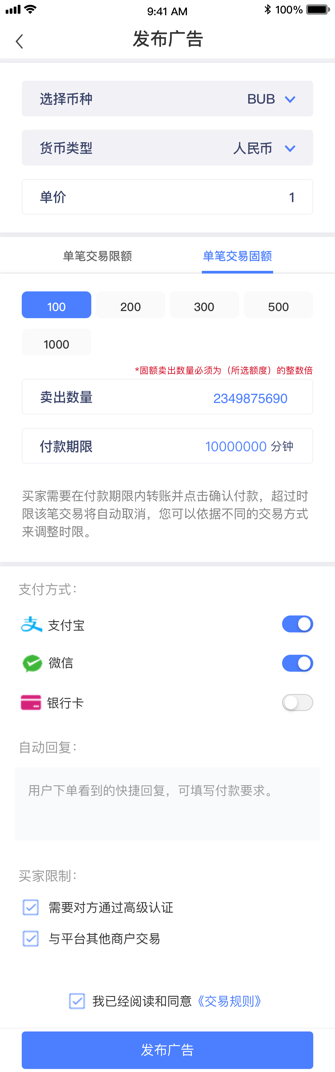 9:41 AM
100%
发布广告
选择币种
BUB
货币类型
人民币
单价
1
单笔交易限额
单笔交易固额
100
200
300
500
1000
*固额卖出数量必须为（所选额度）的整数倍
卖出数量
2349875690
付款期限
10000000 分钟
买家需要在付款期限内转账并点击确认付款，超过时
限该笔交易将自动取消，您可以依据不同的交易方式
来调整时限。
支付方式：
支付宝
微信
银行卡
自动回复：
用户下单看到的快捷回复，可填写付款要求。
买家限制：
需要对方通过高级认证
与平台其他商户交易
我已经阅读和同意《交易规则》
发布广告